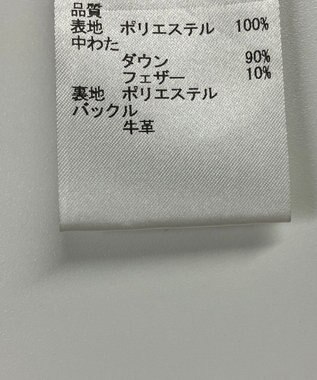 品質
表地 ポリエステル 100%
中わた
ダウン 90%
フェザー 10%
裏地 ポリエステル
バックル
牛革